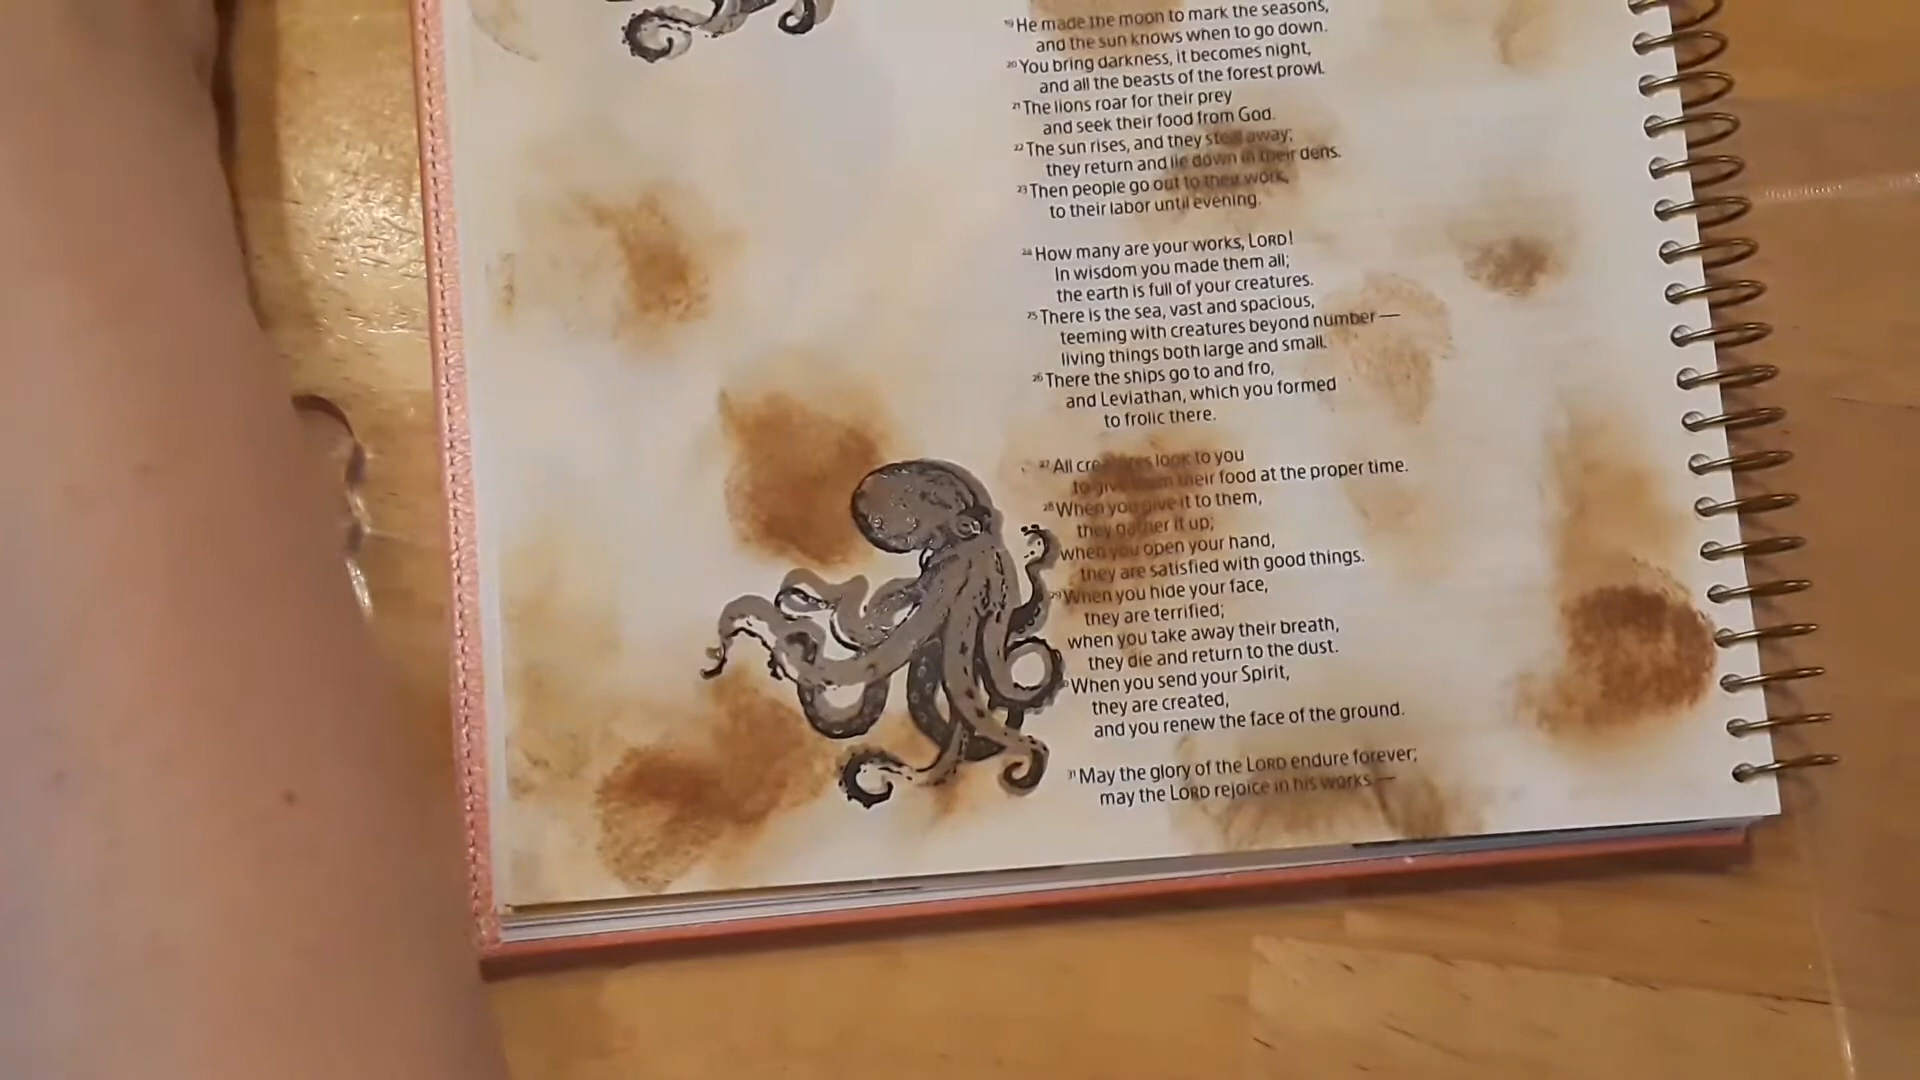 19 He made the moon to mark the seasons,
and the sun knows when to go down.
20 You bring darkness, it becomes night,
and all the beasts of the forest prowl.
21 The lions roar for their prey
and seek their food from God.
22 The sun rises, and they steal away;
they return and lie down in their dens.
23 Then people go out to their work,
to their labor until evening.
24 How many are your works, LORD!
In wisdom you made them all;
the earth is full of your creatures.
25 There is the sea, vast and spacious,
teeming with creatures beyond number —
living things both large and small.
26 There the ships go to and fro,
and Leviathan, which you formed
to frolic there.
27 All creatures look to you
to give them their food at the proper time.
28 When you give it to them,
they gather it up;
when you open your hand,
they are satisfied with good things.
29 When you hide your face,
they are terrified;
when you take away their breath,
they die and return to the dust.
When you send your Spirit,
they are created,
and you renew the face of the ground.
31 May the glory of the LORD endure forever;
may the LORD rejoice in his works —